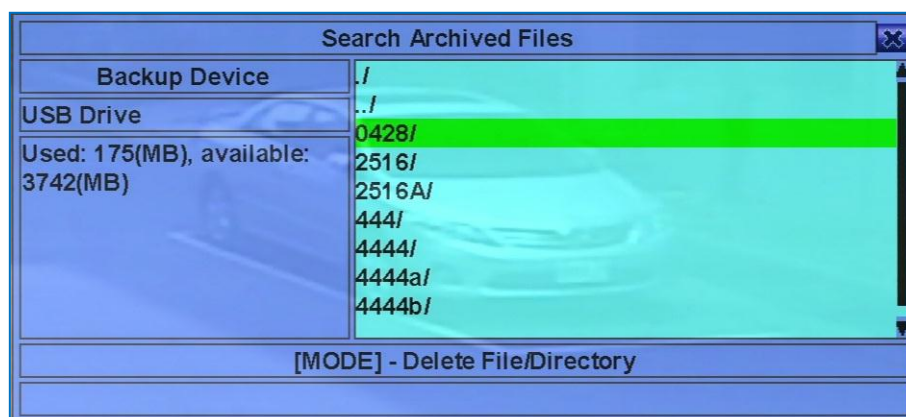 Search Archived Files
Backup Device
USB Drive
Used: 175(MB), available:
3742(MB)
./
../
0428/
2516/
2516A/
444/
4444/
4444a/
4444b/
[MODE] - Delete File/Directory